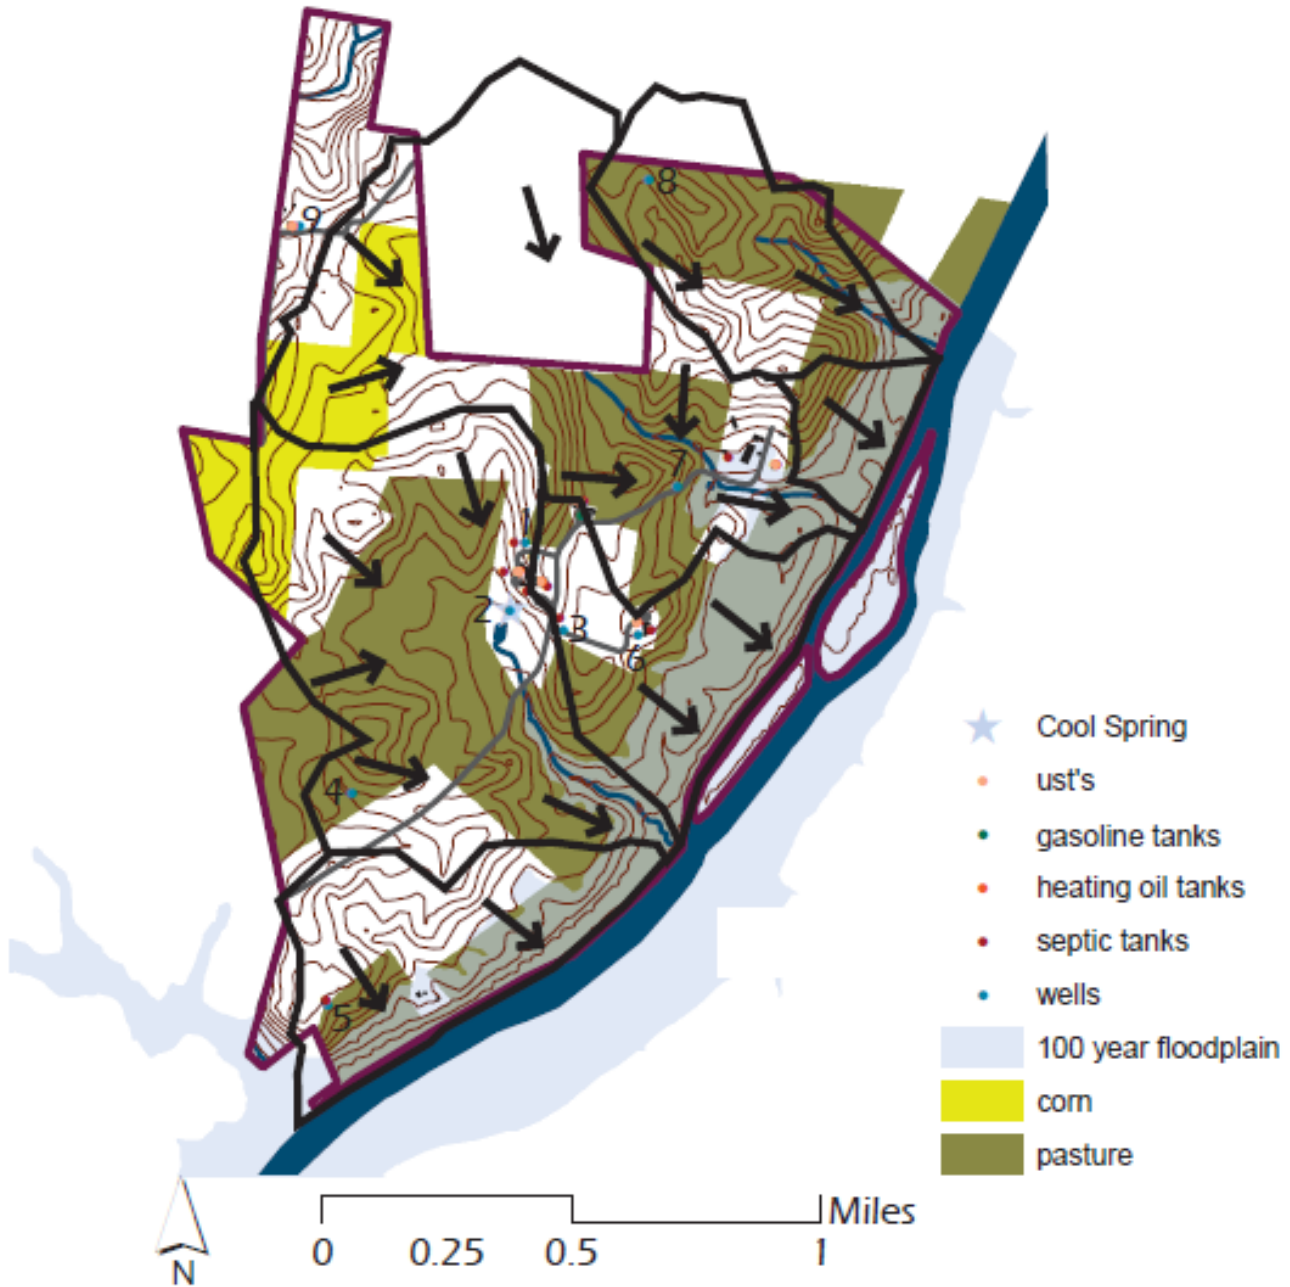 8
9
7
1
2
3
6
4
5
Cool Spring
ust's
gasoline tanks
heating oil tanks
septic tanks
wells
100 year floodplain
corn
pasture
Miles
0 0.25 0.5 1
N